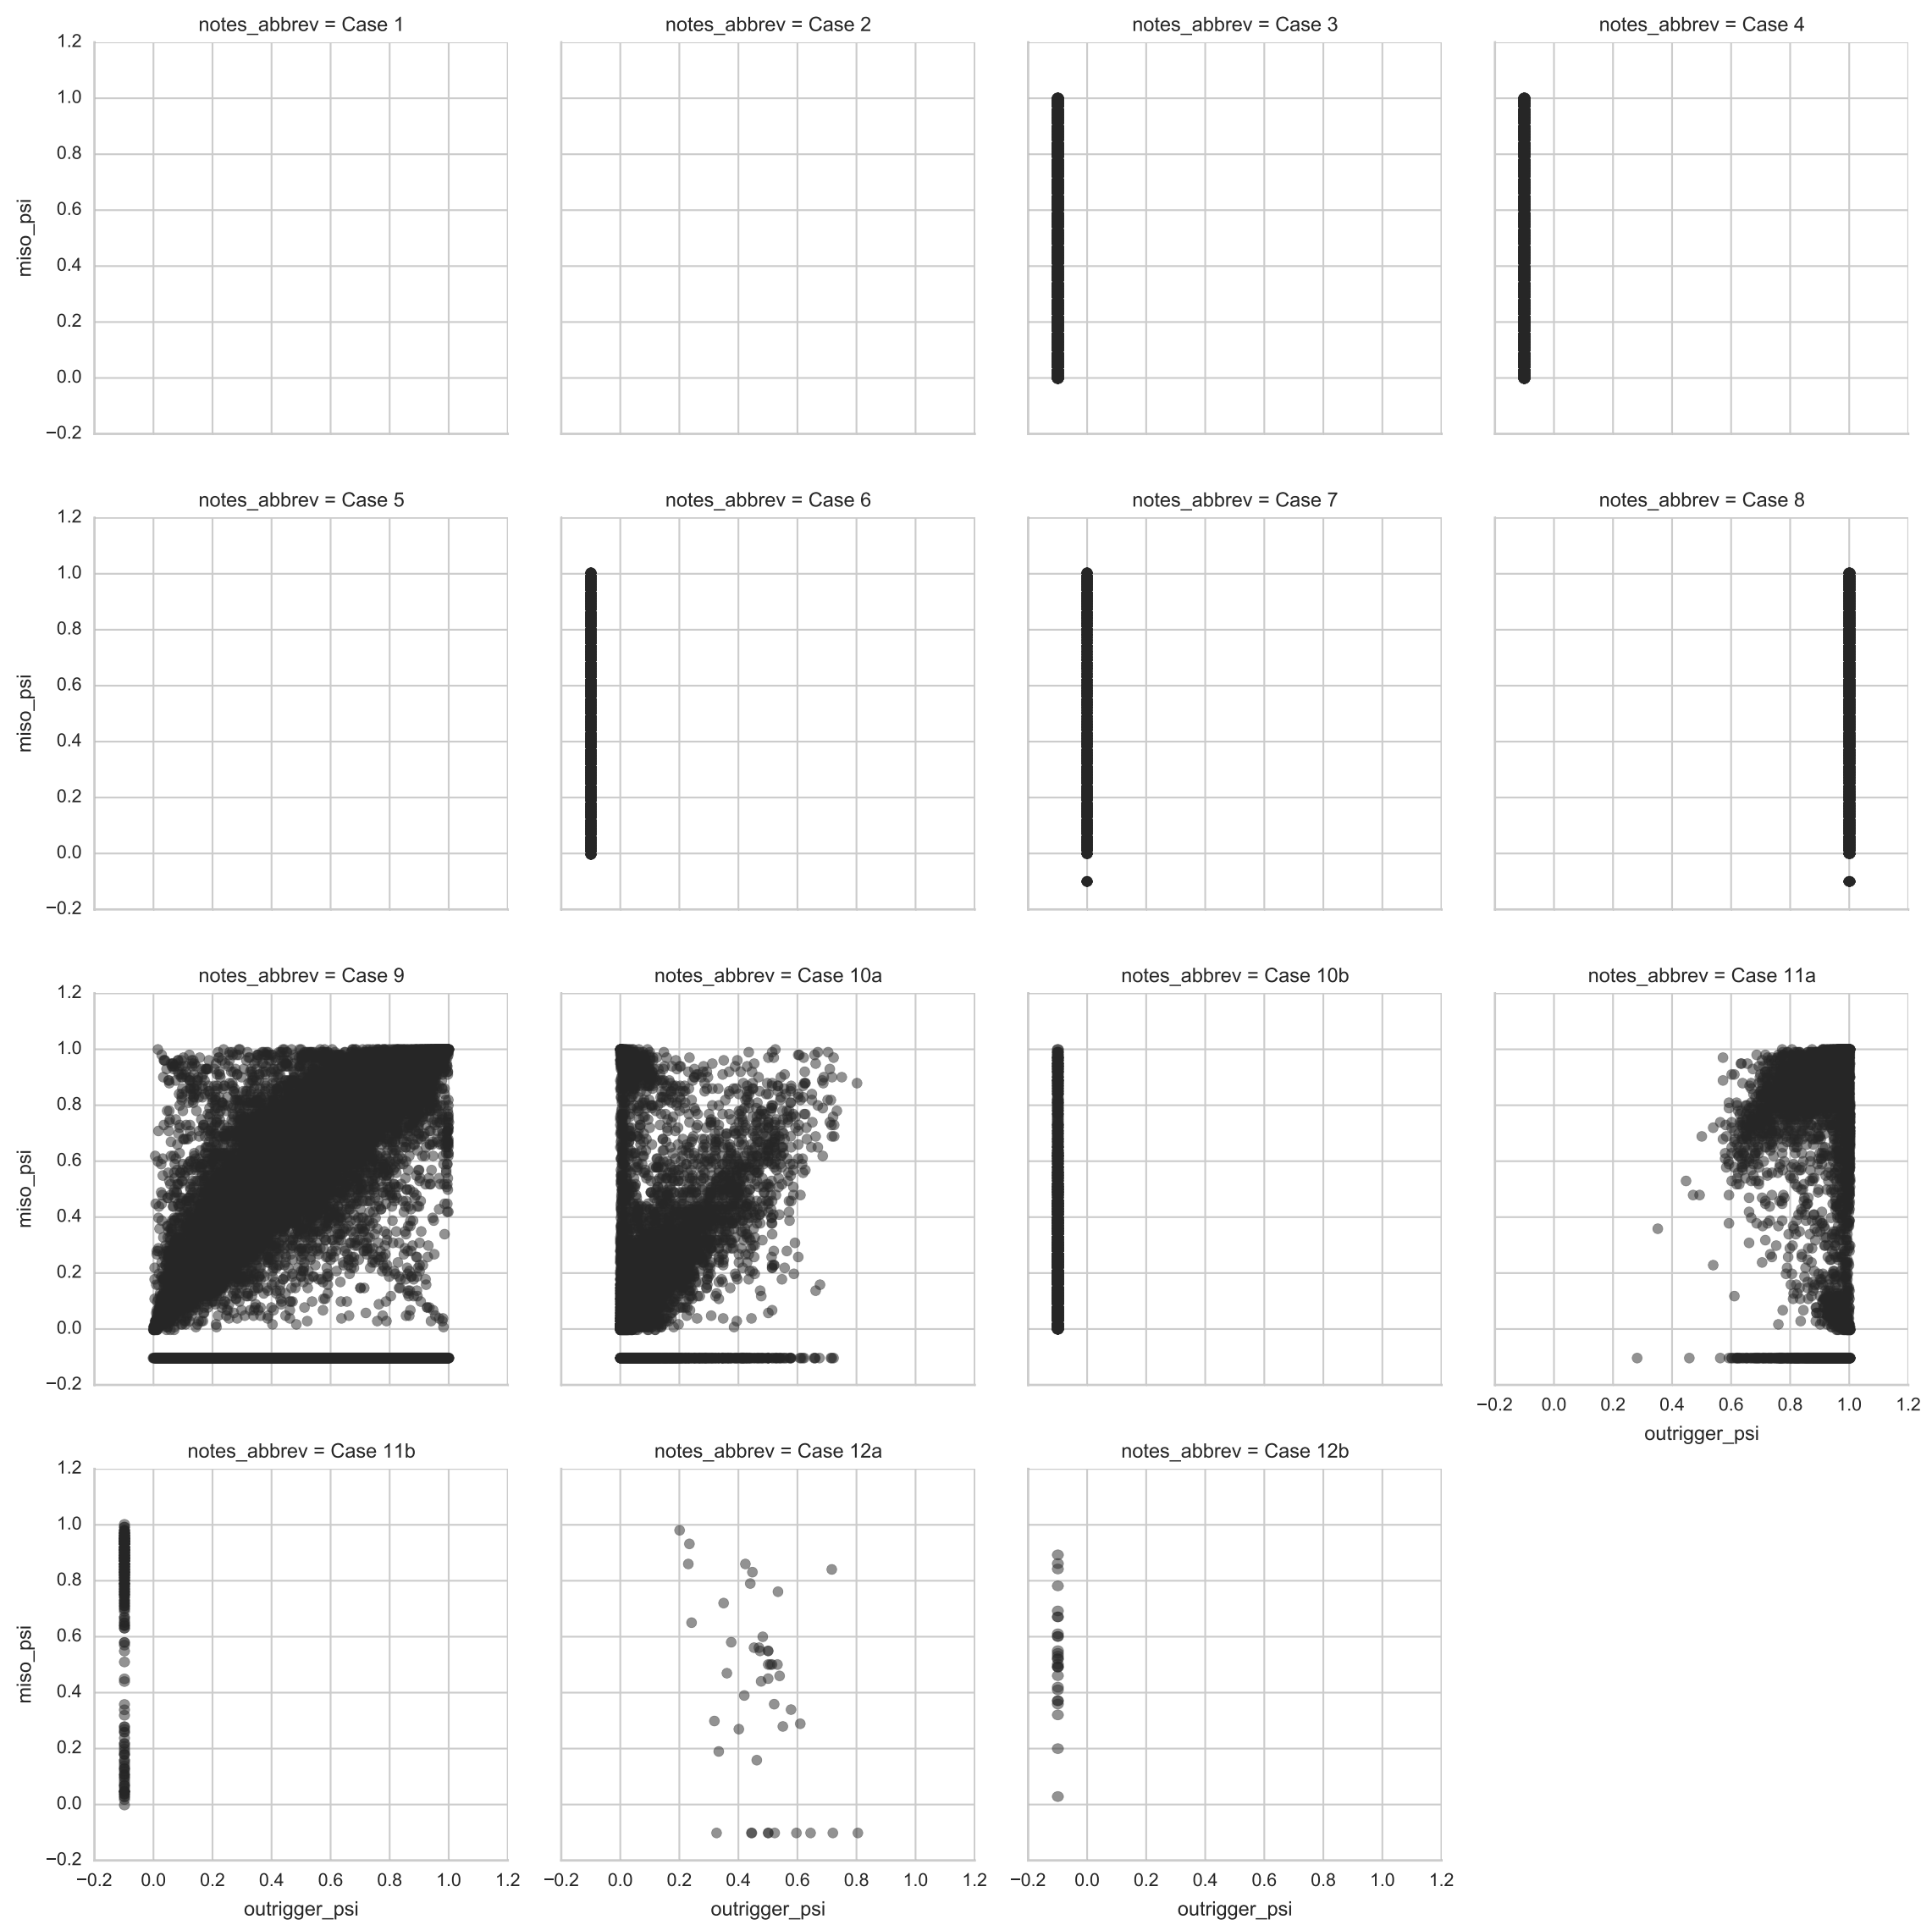 notes_abbrev = Case 1
notes_abbrev = Case 2
notes_abbrev = Case 3
notes_abbrev = Case 4
1.2
1.0
0.8
0.6
0.4
0.2
0.0
−0.2
miso_psi
notes_abbrev = Case 5
notes_abbrev = Case 6
notes_abbrev = Case 7
notes_abbrev = Case 8
1.2
1.0
0.8
0.6
0.4
0.2
0.0
−0.2
miso_psi
notes_abbrev = Case 9
notes_abbrev = Case 10a
notes_abbrev = Case 10b
notes_abbrev = Case 11a
1.2
1.0
0.8
0.6
0.4
0.2
0.0
−0.2
miso_psi
−0.2 0.0 0.2 0.4 0.6 0.8 1.0 1.2
outrigger_psi
notes_abbrev = Case 11b
notes_abbrev = Case 12a
notes_abbrev = Case 12b
1.2
1.0
0.8
0.6
0.4
0.2
0.0
−0.2
miso_psi
−0.2 0.0 0.2 0.4 0.6 0.8 1.0 1.2
outrigger_psi
−0.2 0.0 0.2 0.4 0.6 0.8 1.0 1.2
outrigger_psi
−0.2 0.0 0.2 0.4 0.6 0.8 1.0 1.2
outrigger_psi